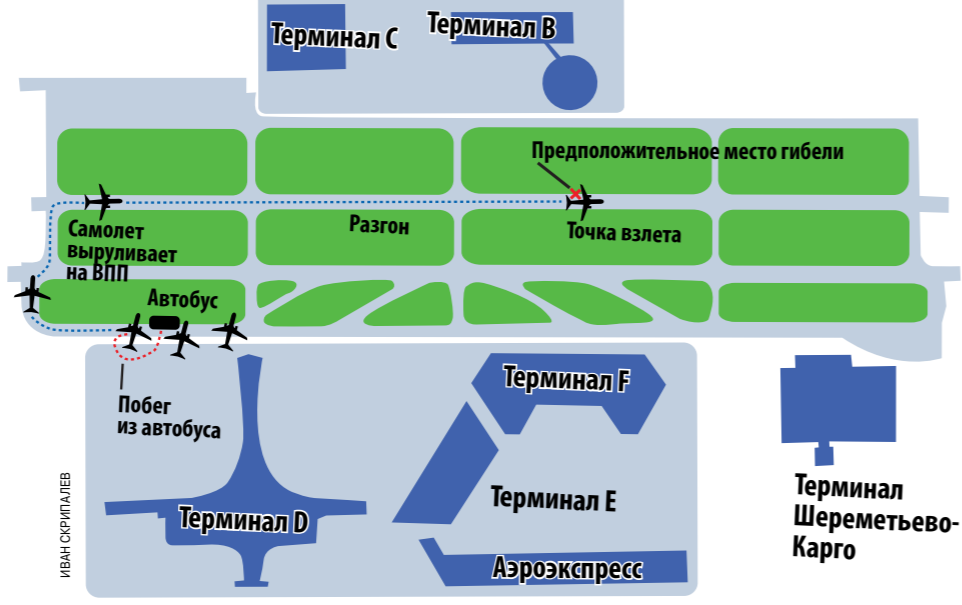 Терминал C
Терминал B
Предположительное место гибели
Самолет
выруливает
на ВПП
Разгон
Точка взлета
Автобус
Побег
из автобуса
Терминал F
Терминал E
Терминал D
Аэроэкспресс
Терминал
Шереметьево-
Карго
ИВАН СКРИПАЛЕВ